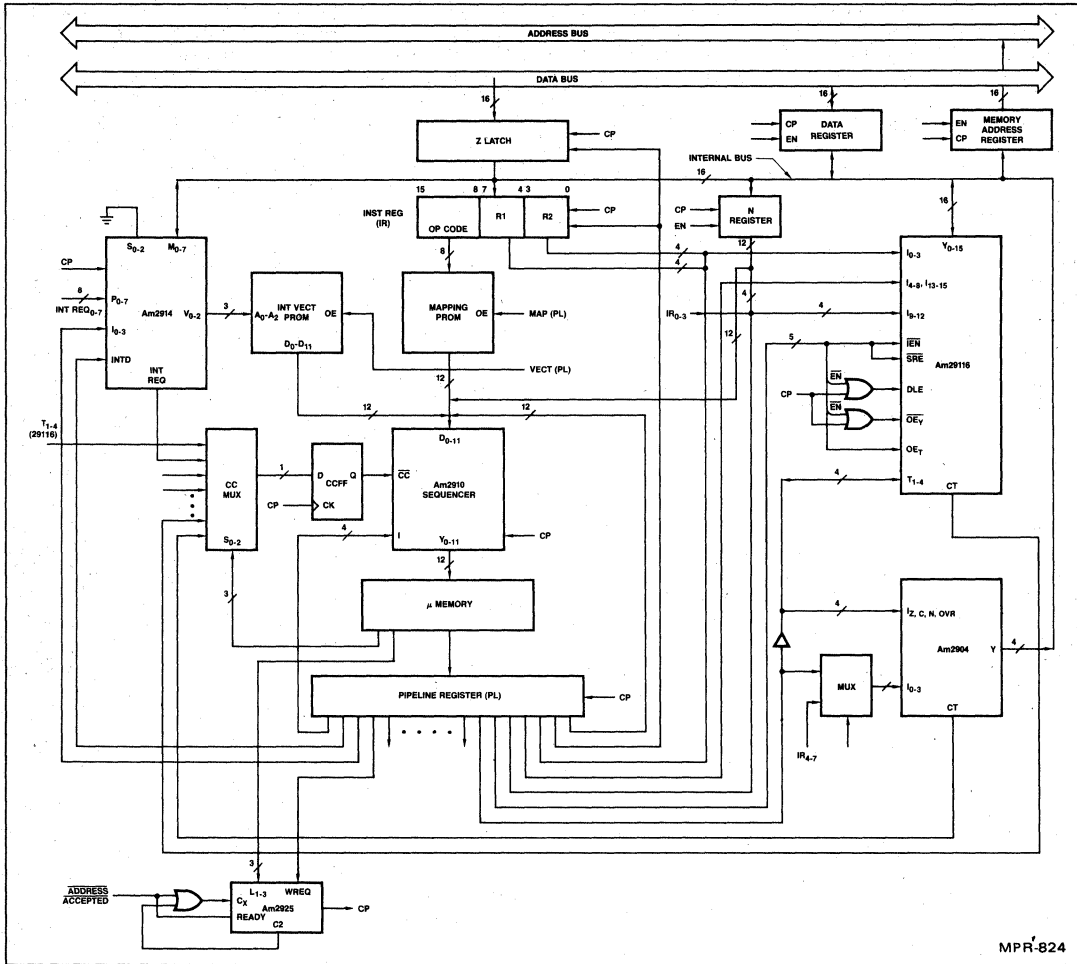 ADDRESS BUS
DATA BUS
16
16
16
CP
EN
DATA
REGISTER
EN
CP
MEMORY
ADDRESS
REGISTER
Z LATCH
CP
INTERNAL BUS
16
15
8 7
4 3
0
INST REG
(IR)
OP CODE
R1
R2
CP
CP
EN
N
REGISTER
16
S0-2
M0-7
CP
8
P0-7
INT REQ0-7
Am2914
V0-2
I0-3
INTD
INT
REQ
3
INT VECT
PROM
A0-A2
OE
D0-D11
8
MAPPING
PROM
OE
MAP (PL)
VECT (PL)
4
4
12
4
IR0-3
4
12
5
Y0-15
I0-3
I4-8, I13-15
I9-12
IEN
SRE
Am29116
EN
DLE
CP
EN
OEY
OET
4
T1-4
CT
12
12
12
T1-4
(29116)
CC
MUX
S0-2
1
D
Q
CCFF
CK
CP
D0-11
CC
Am2910
SEQUENCER
4
I
Y0-11
CP
12
3
μ MEMORY
PIPELINE REGISTER (PL)
CP
4
IZ, C, N, OVR
Am2904
Y
4
MUX
I0-3
CT
IR4-7
3
ADDRESS
ACCEPTED
L1-3
WREQ
CX
Am2925
READY
C2
CP
MPR-824